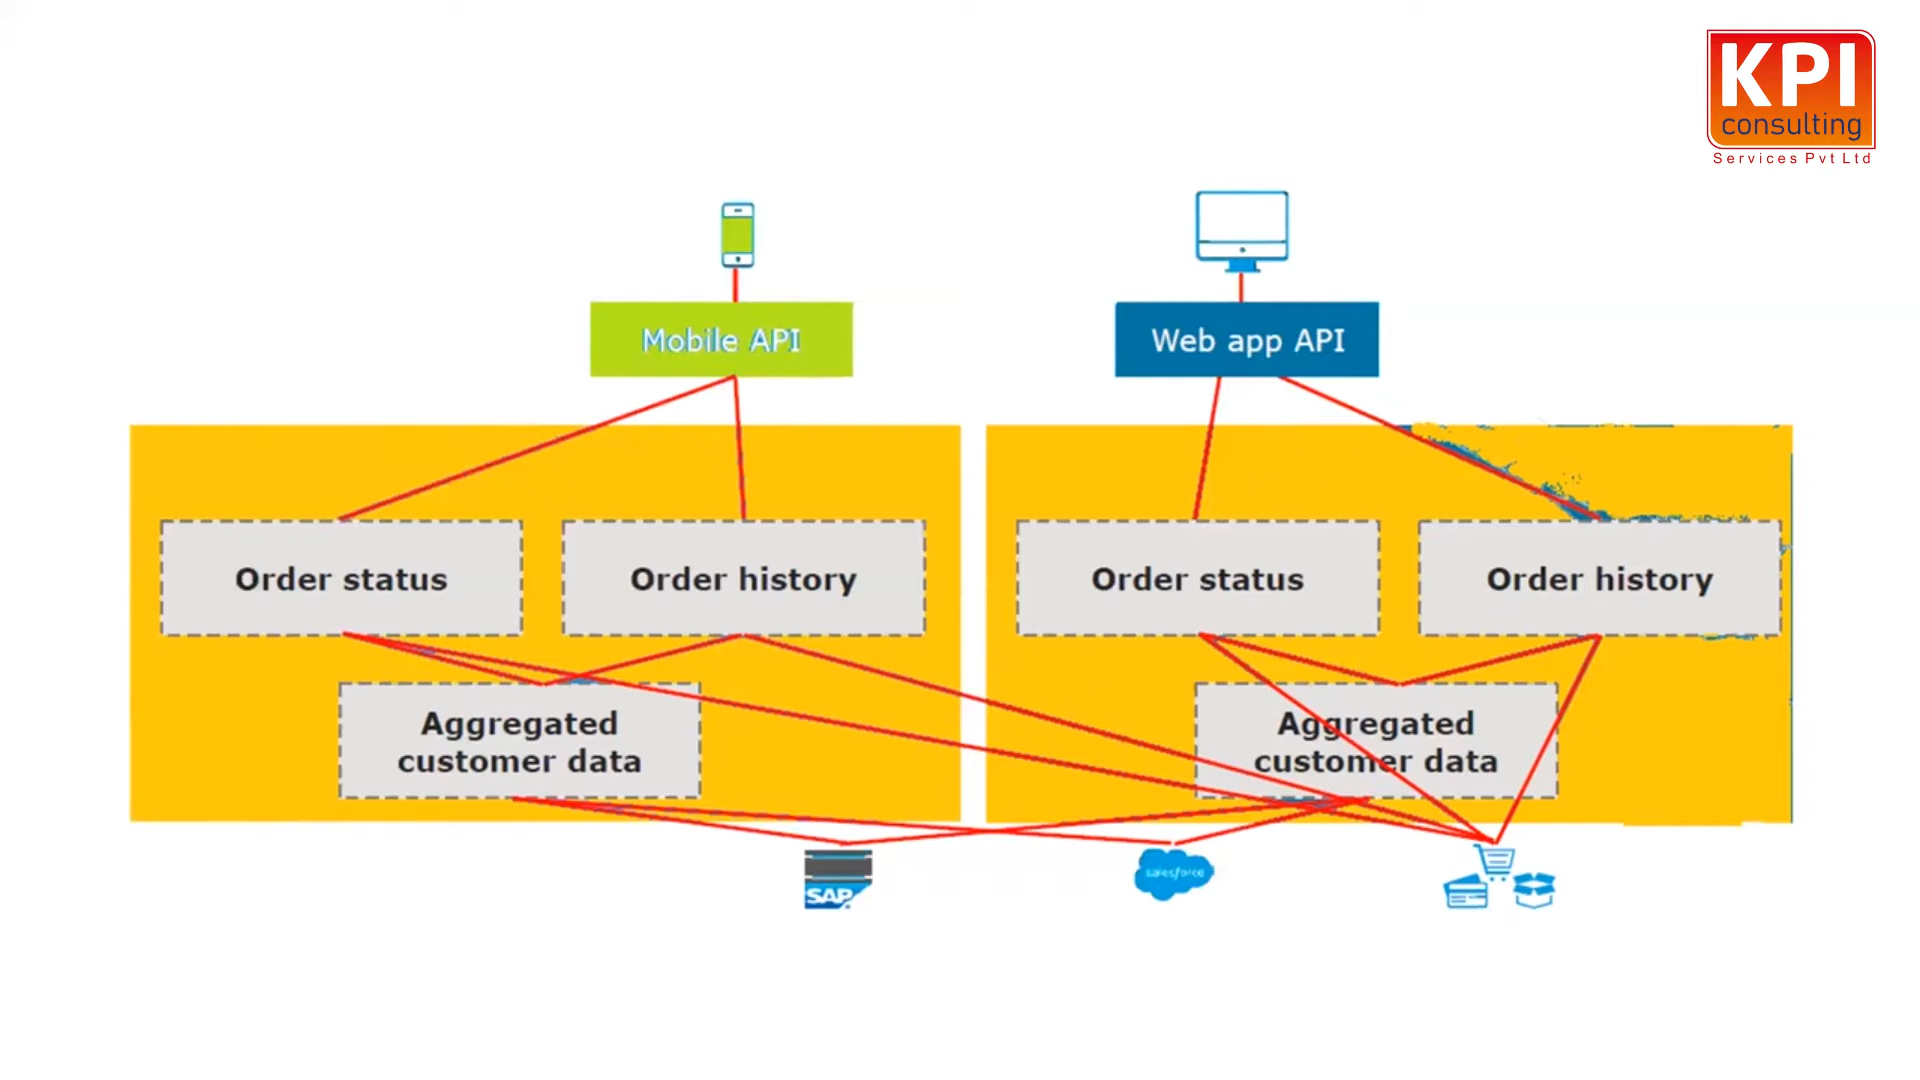 KPI
consulting
Services Pvt Ltd
Mobile API
Web app API
Order status
Order history
Order status
Order history
Aggregated
customer data
Aggregated
customer data
SAP
salesforce